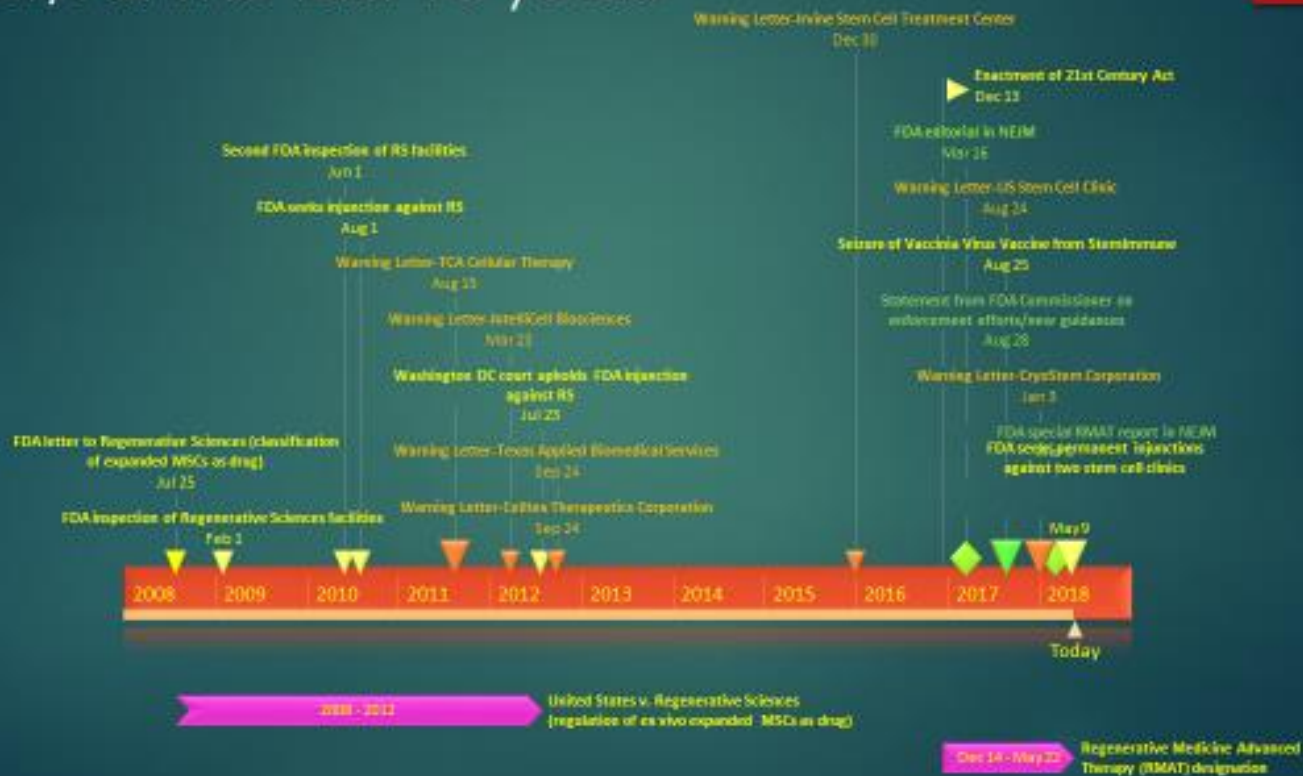 Warning Letter-Irvine Stem Cell Treatment Center
Dec 30
Enactment of 21st Century Act
Dec 13
FDA editorial in NEJM
Mar 16
Second FDA inspection of RS facilities
Jun 1
Warning Letter-US Stem Cell Clinic
Aug 24
FDA seeks injunction against RS
Aug 1
Seizure of Vaccinia Virus Vaccine from StemImmune
Aug 25
Warning Letter-TCA Cellular Therapy
Aug 15
Statement from FDA Commissioner on
enforcement efforts/new guidances
Aug 28
Warning Letter-IntelliCell Biosciences
Mar
Washington DC court upholds FDA injunction
against RS
Jul 23
Warning Letter-CryoStem Corporation
Jan 3
FDA special RMAT report in NEJM
FDA seeks permanent injunctions
against two stem cell clinics
May 9
FDA letter to Regenerative Sciences (classification
of expanded MSCs as drug)
Jul 25
Warning Letter-Texas Applied Biomedical Services
Sep 24
Warning Letter-Celltex Therapeutics Corporation
Sep 24
FDA inspection of Regenerative Sciences facilities
Feb 1
2008 2009 2010 2011 2012 2013 2014 2015 2016 2017 2018
Today
2008 - 2012
United States v. Regenerative Sciences
(regulation of ex vivo expanded MSCs as drug)
Dec 14 - May 22
Regenerative Medicine Advanced
Therapy (RMAT) designation